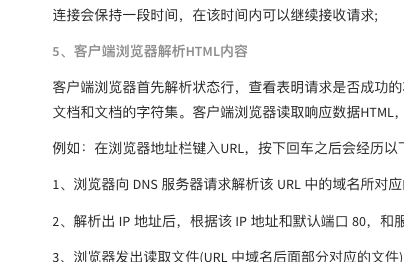 连接会保持一段时间，在该时间内可以继续接收请求;
5、客户端浏览器解析HTML内容
客户端浏览器首先解析状态行，查看表明请求是否成功的
文档和文档的字符集。客户端浏览器读取响应数据HTML，
例如：在浏览器地址栏键入URL，按下回车之后会经历以
1、浏览器向 DNS 服务器请求解析该 URL 中的域名所对应
2、解析出 IP 地址后，根据该 IP 地址和默认端口 80，和
3、浏览器发出读取文件(URL 中域名后面部分对应的文件)